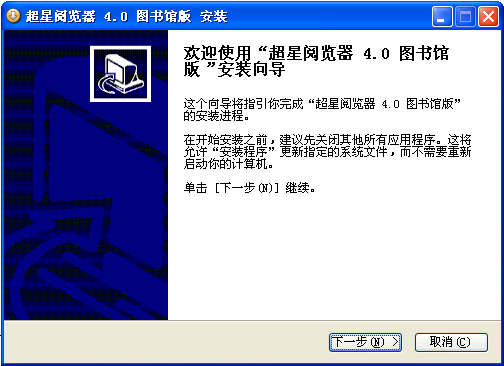 超星阅览器 4.0 图书馆版 安装
欢迎使用“超星阅览器 4.0 图书馆
版 ”安装向导
这个向导将指引你完成“超星阅览器 4.0 图书馆版”
的安装进程。
在开始安装之前，建议先关闭其他所有应用程序。这将
允许“安装程序”更新指定的系统文件，而不需要重新
启动你的计算机。
单击 [下一步(N)] 继续。
下一步(N) >
取消(C)